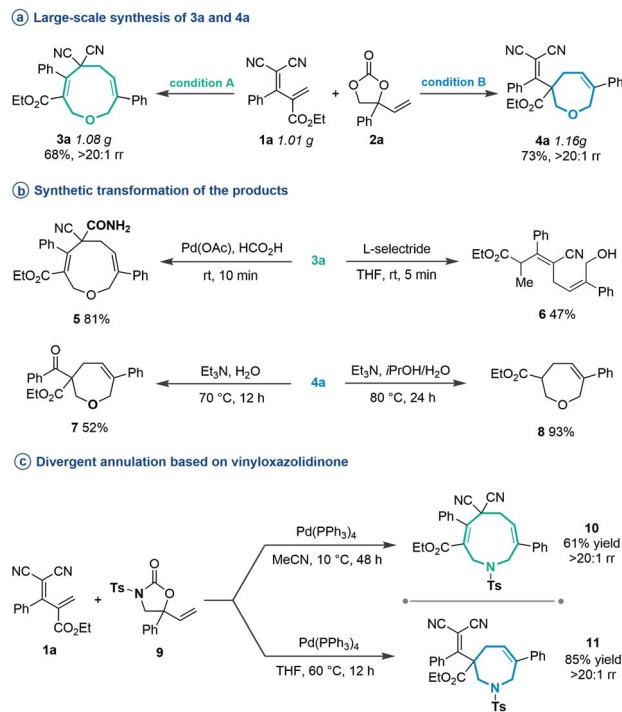 a Large-scale synthesis of 3a and 4a
NC CN
Ph
EtO₂C
Ph
O
3a 1.08 g
68%, >20:1 rr
condition A
NC CN
Ph
CO₂Et
1a 1.01 g
+
O
O O
Ph
2a
condition B
NC CN
Ph
EtO₂C
Ph
O
4a 1.16g
73%, >20:1 rr
b Synthetic transformation of the products
NC CONH₂
Ph
EtO₂C
Ph
O
5 81%
Pd(OAc), HCO₂H
rt, 10 min
3a
L-selectride
THF, rt, 5 min
Ph
EtO₂C CN OH
Me
Ph
6 47%
O
Ph
EtO₂C
Ph
O
7 52%
Et₃N, H₂O
70 °C, 12 h
4a
Et₃N, iPrOH/H₂O
80 °C, 24 h
EtO₂C Ph
O
8 93%
c Divergent annulation based on vinyloxazolidinone
NC CN
Ph
CO₂Et
1a
+
O
Ts N O
Ph
9
Pd(PPh₃)₄
MeCN, 10 °C, 48 h
NC CN
Ph
EtO₂C
Ph
N
Ts
10
61% yield
>20:1 rr
Pd(PPh₃)₄
THF, 60 °C, 12 h
NC CN
Ph
EtO₂C
Ph
N
Ts
11
85% yield
>20:1 rr